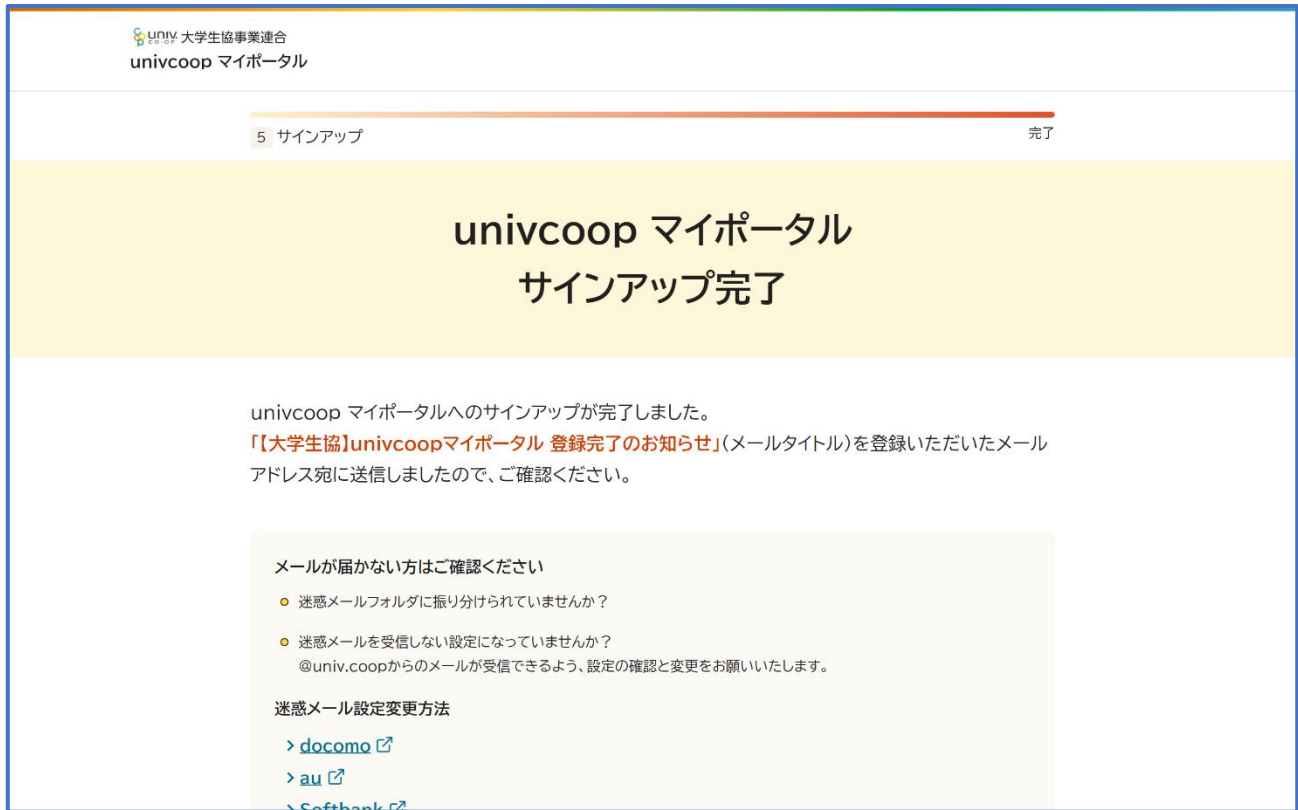 UNIV. CO-OP 大学生協事業連合
univcoop マイポータル
5 サインアップ
完了
univcoop マイポータル
サインアップ完了
univcoop マイポータルへのサインアップが完了しました。
「【大学生協】univcoopマイポータル 登録完了のお知らせ」(メールタイトル)を登録いただいたメール
アドレス宛に送信しましたので、ご確認ください。
メールが届かない方はご確認ください
迷惑メールフォルダに振り分けられていませんか？
迷惑メールを受信しない設定になっていませんか？
@univ.coopからのメールが受信できるよう、設定の確認と変更をお願いいたします。
迷惑メール設定変更方法
docomo
au
Softbank